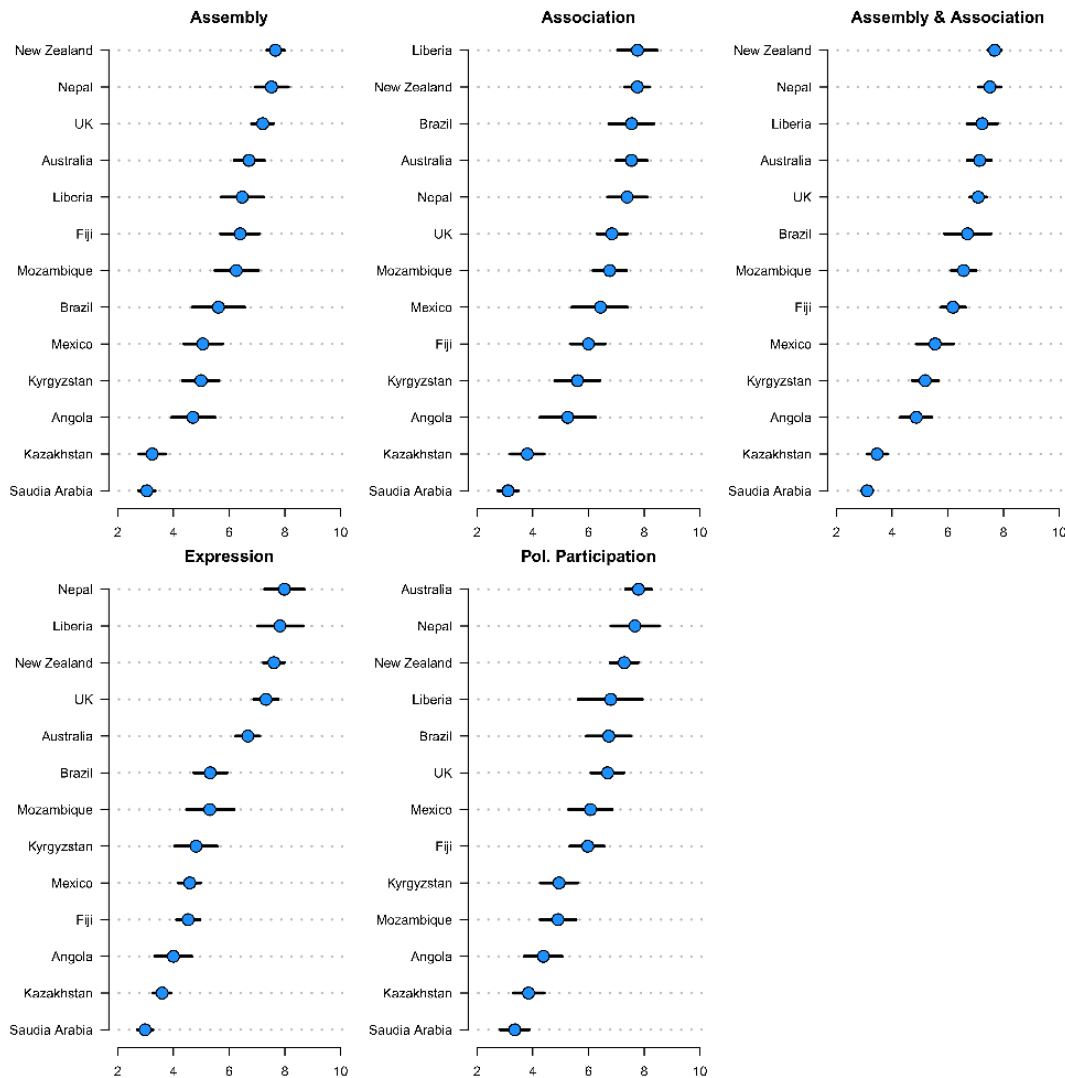 Assembly
New Zealand
Nepal
UK
Australia
Liberia
Fiji
Mozambique
Brazil
Mexico
Kyrgyzstan
Angola
Kazakhstan
Saudia Arabia
2 4 6 8 10
Association
Liberia
New Zealand
Brazil
Australia
Nepal
UK
Mozambique
Mexico
Fiji
Kyrgyzstan
Angola
Kazakhstan
Saudia Arabia
2 4 6 8 10
Assembly & Association
New Zealand
Nepal
Liberia
Australia
UK
Brazil
Mozambique
Fiji
Mexico
Kyrgyzstan
Angola
Kazakhstan
Saudia Arabia
2 4 6 8 10
Expression
Nepal
Liberia
New Zealand
UK
Australia
Brazil
Mozambique
Kyrgyzstan
Mexico
Fiji
Angola
Kazakhstan
Saudia Arabia
2 4 6 8 10
Pol. Participation
Australia
Nepal
New Zealand
Liberia
Brazil
UK
Mexico
Fiji
Kyrgyzstan
Mozambique
Angola
Kazakhstan
Saudia Arabia
2 4 6 8 10